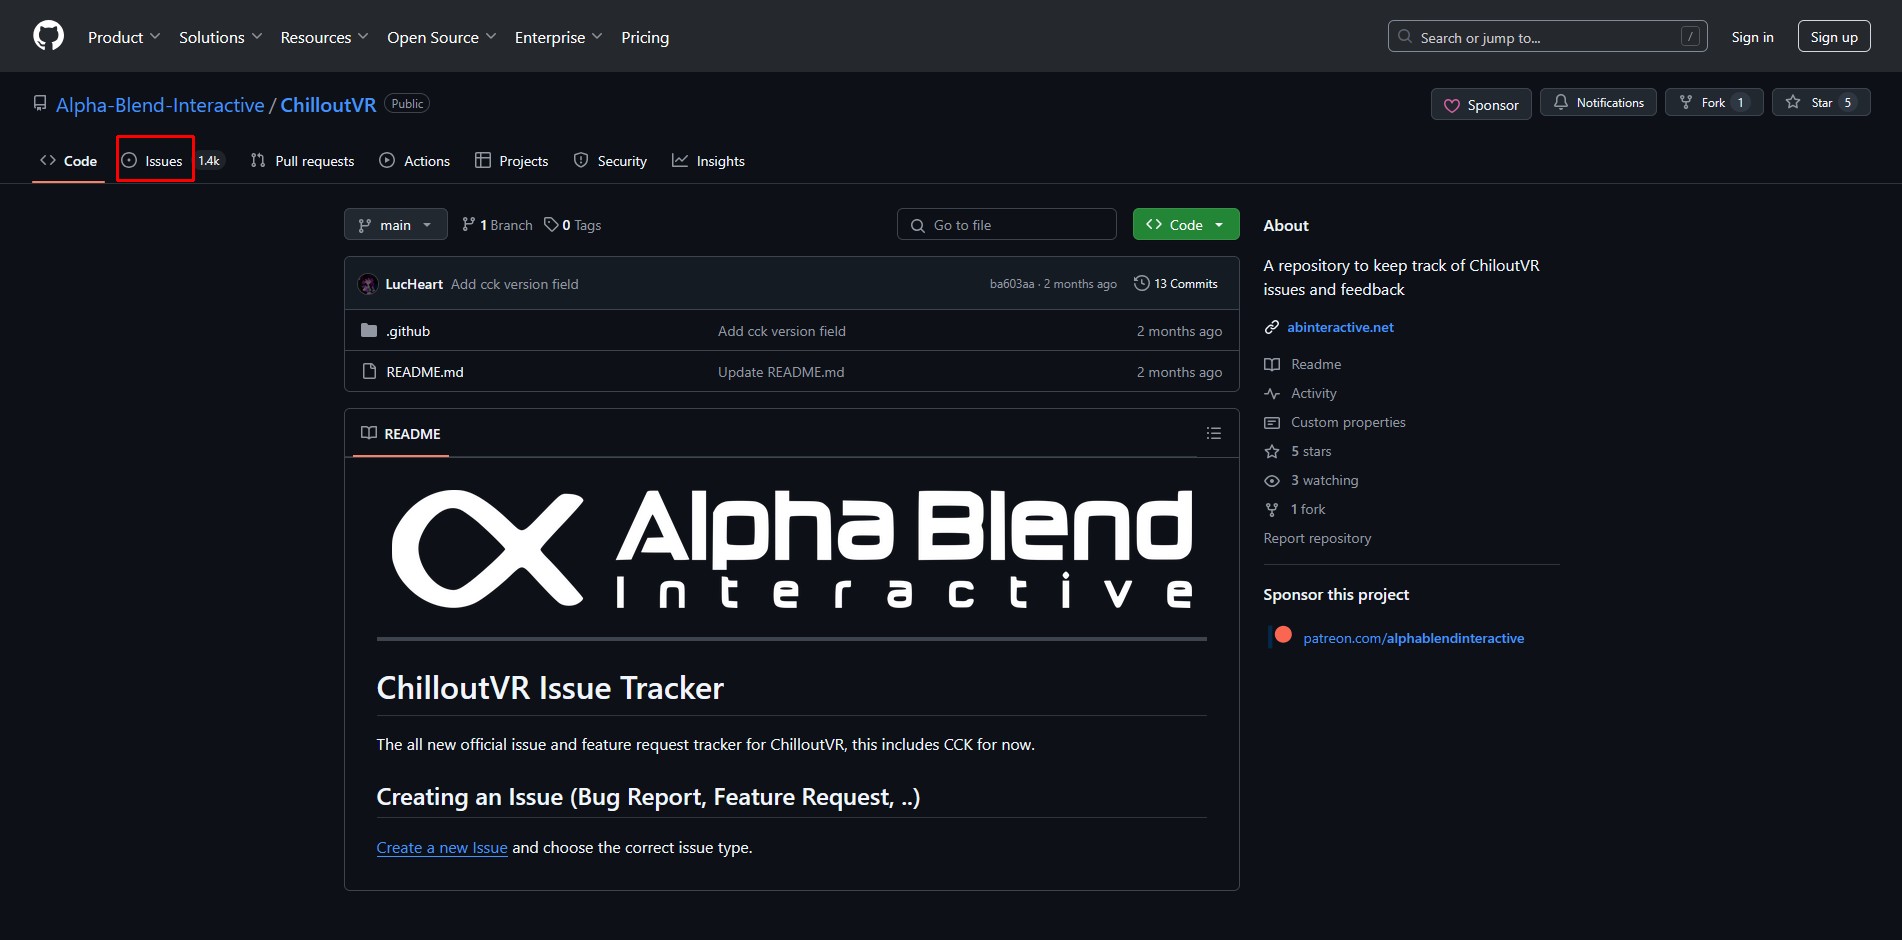 Product Solutions Resources Open Source Enterprise Pricing Search or jump to... / Sign in Sign up
Alpha-Blend-Interactive / ChilloutVR Public Sponsor Notifications Fork 1 Star 5
Code Issues 1.4k Pull requests Actions Projects Security Insights
main 1 Branch 0 Tags Go to file Code
LucHeart Add cck version field ba603aa · 2 months ago 13 Commits
.github Add cck version field 2 months ago
README.md Update README.md 2 months ago
README
Alpha Blend
Interactive
ChilloutVR Issue Tracker
The all new official issue and feature request tracker for ChilloutVR, this includes CCK for now.
Creating an Issue (Bug Report, Feature Request, ..)
Create a new Issue and choose the correct issue type.
About
A repository to keep track of ChiloutVR
issues and feedback
abinteractive.net
Readme
Activity
Custom properties
5 stars
3 watching
1 fork
Report repository
Sponsor this project
patreon.com/alphablendinteractive